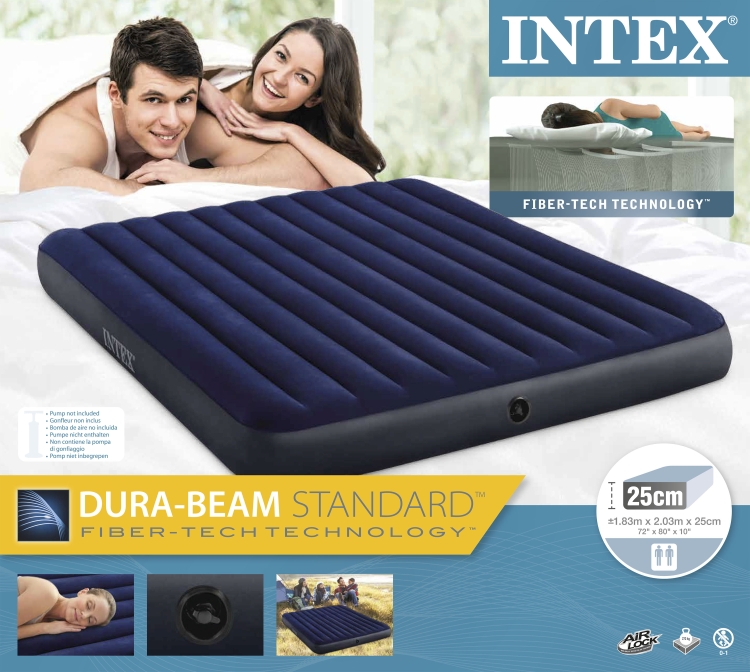 INTEX®
FIBER-TECH TECHNOLOGY™
INTEX
• Pump not included
• Gonfleur non inclus
• Bomba de aire no incluida
• Pumpe nicht enthalten
• Non contiene la pompa
di gonfiaggio
• Pomp niet inbegrepen
DURA-BEAM STANDARD™
FIBER-TECH TECHNOLOGY™
25cm
±1.83m x 2.03m x 25cm
72" x 80" x 10"
AIR LOCK
0-1